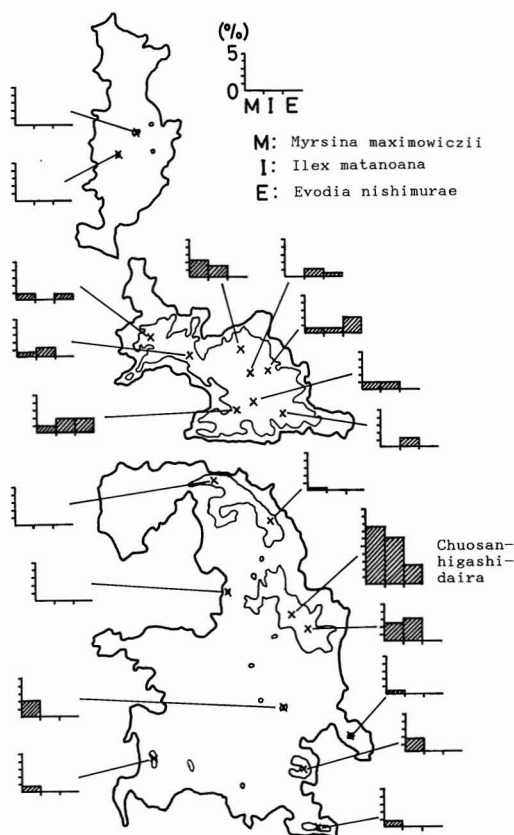 (%)
5
0
M I E
M: Myrsina maximowiczii
I: Ilex matanoana
E: Evodia nishimurae
Chuosan-
higashi-
daira